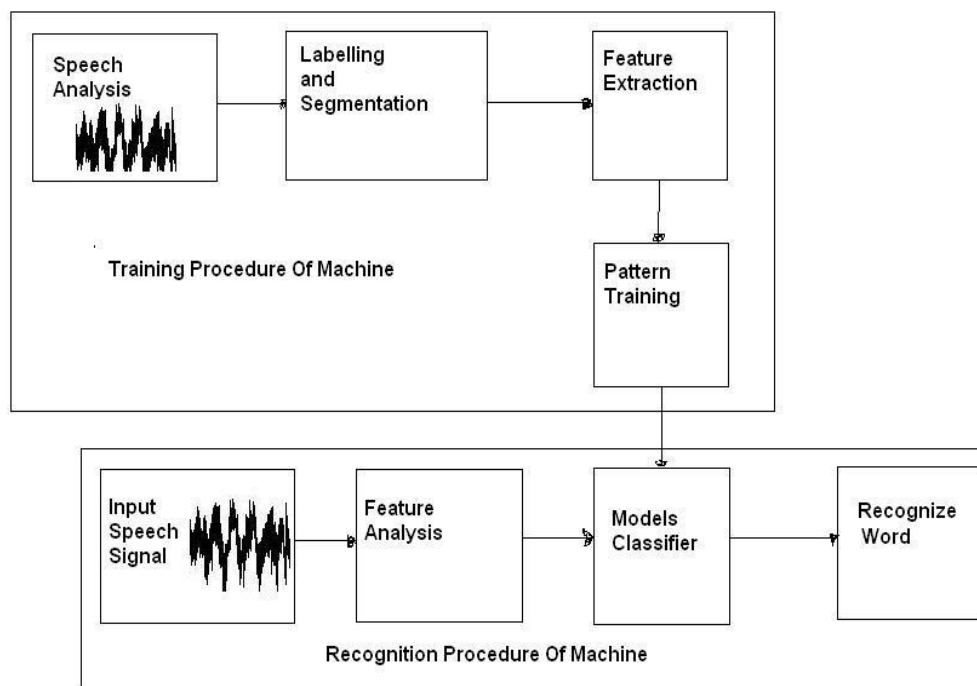 Speech
Analysis
Labelling
and
Segmentation
Feature
Extraction
Training Procedure Of Machine
Pattern
Training
Input
Speech
Signal
Feature
Analysis
Models
Classifier
Recognize
Word
Recognition Procedure Of Machine